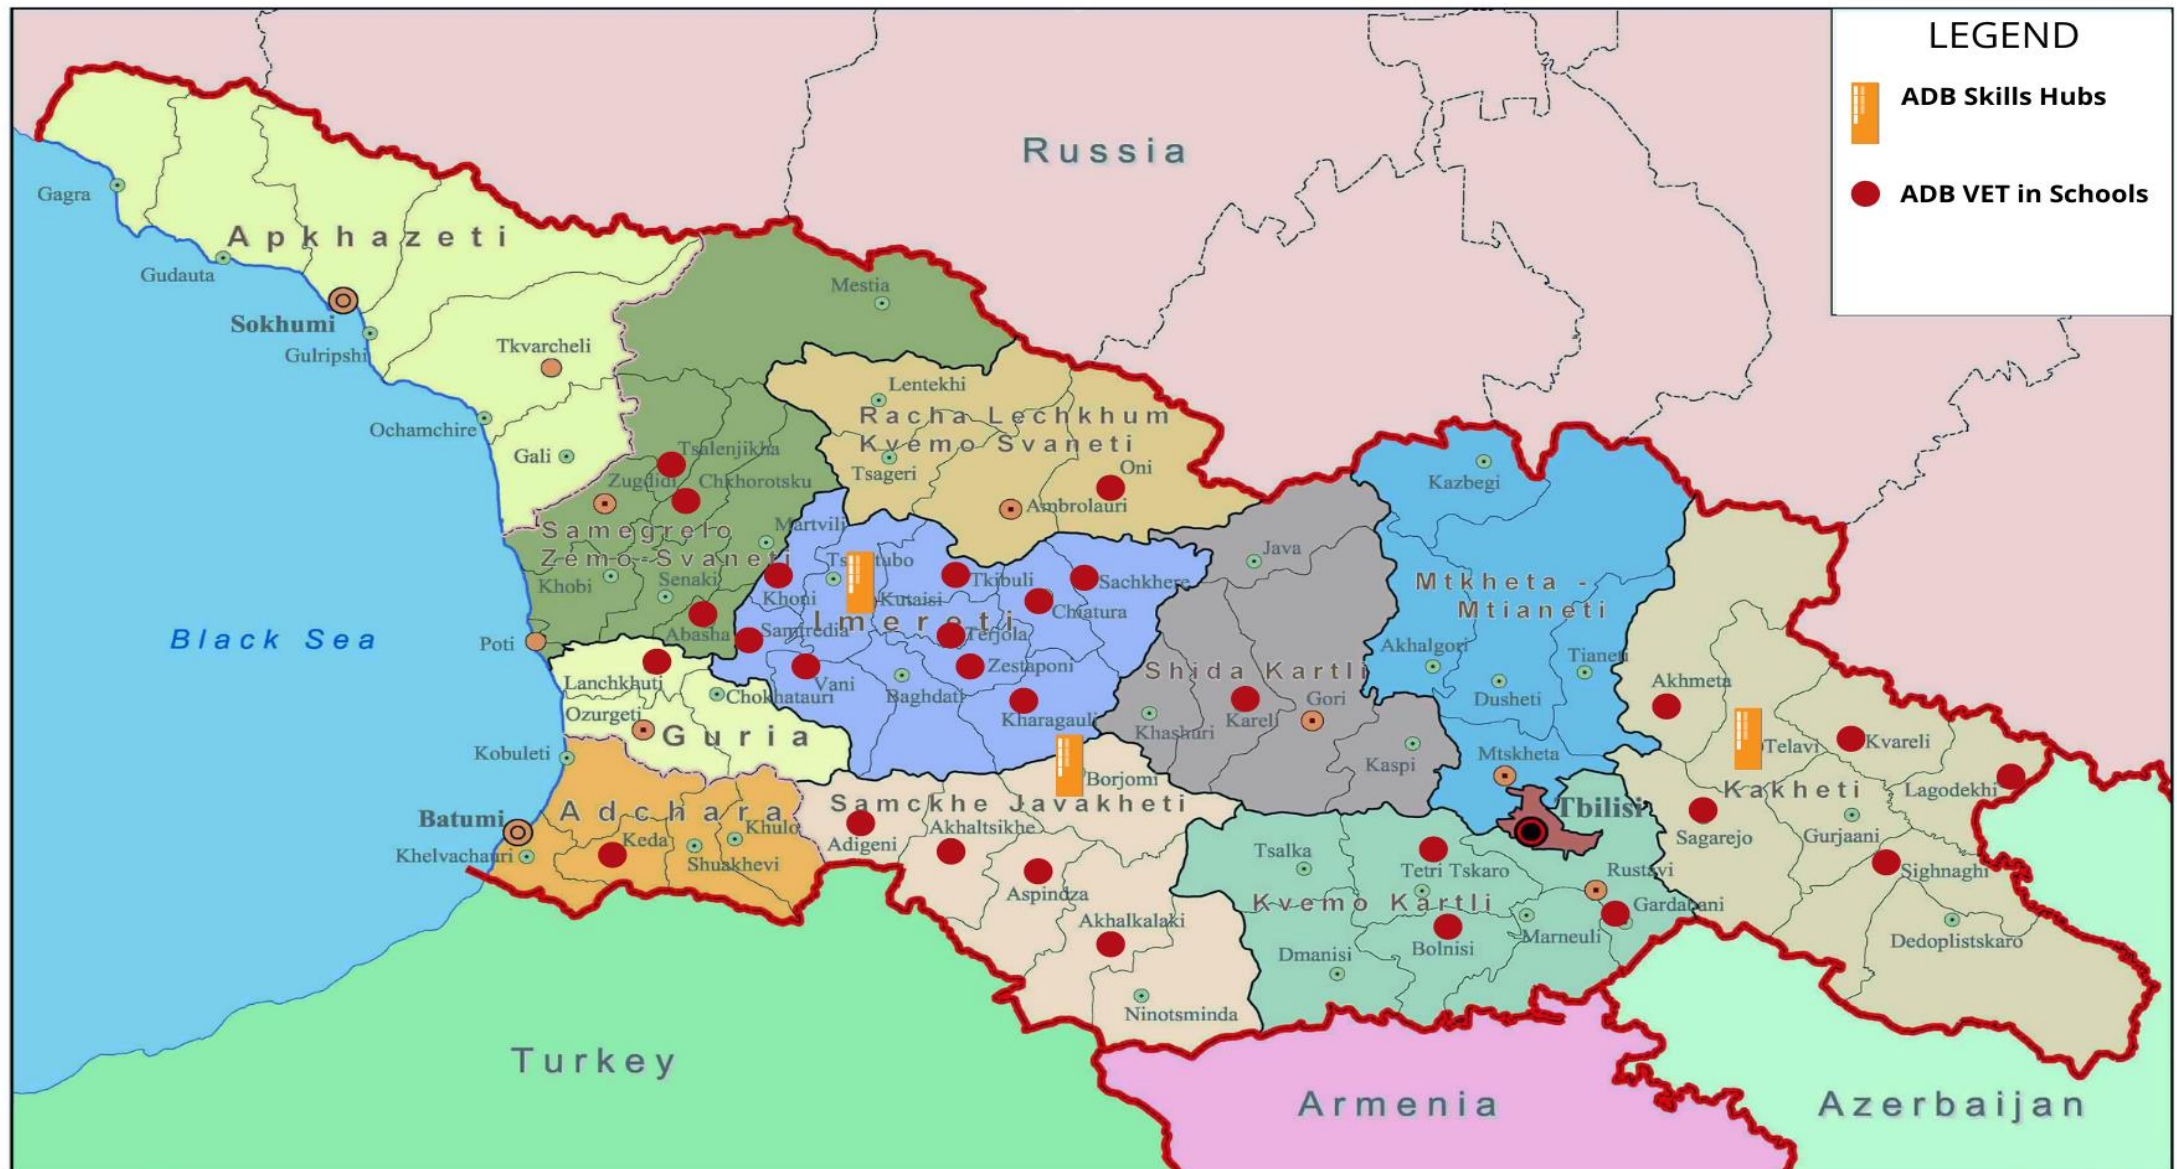 LEGEND
ADB Skills Hubs
ADB VET in Schools
Russia
Gagra
Apkhazeti
Gudauta
Sokhumi
Gulripshi
Tkvarcheli
Ochamchire
Gali
Mestia
Lentekhi
Racha Lechkhum
Kvemo Svaneti
Tsageri
Oni
Ambrolauri
Tsalenjikha
Zugdidi
Chkhorotsku
Samegrelo
Zemo-Svaneti
Martvili
Khobi
Senaki
Abasha
Poti
Black Sea
Khoni
Kutaisi
Tkibuli
Sachkhere
Chiatura
Imereti
Samtredia
Terjola
Zestaponi
Vani
Baghdati
Kharagauli
Lanchkhuti
Chokhatauri
Ozurgeti
Guria
Kobuleti
Batumi
Adchara
Khelvachauri
Keda
Khulo
Shuakhevi
Java
Shida Kartli
Kareli
Gori
Khashuri
Kaspi
Kazbegi
Mtkheta -
Mtianeti
Akhalgori
Tianeti
Dusheti
Mtskheta
Tbilisi
Borjomi
Samckhe Javakheti
Adigeni
Akhaltsikhe
Aspindza
Akhalkalaki
Ninotsminda
Tsalka
Tetri Tskaro
Kvemo Kartli
Rustavi
Gardabani
Marneuli
Bolnisi
Dmanisi
Akhmeta
Telavi
Kvareli
Kakheti
Lagodekhi
Sagarejo
Gurjaani
Sighnaghi
Dedoplistskaro
Turkey
Armenia
Azerbaijan